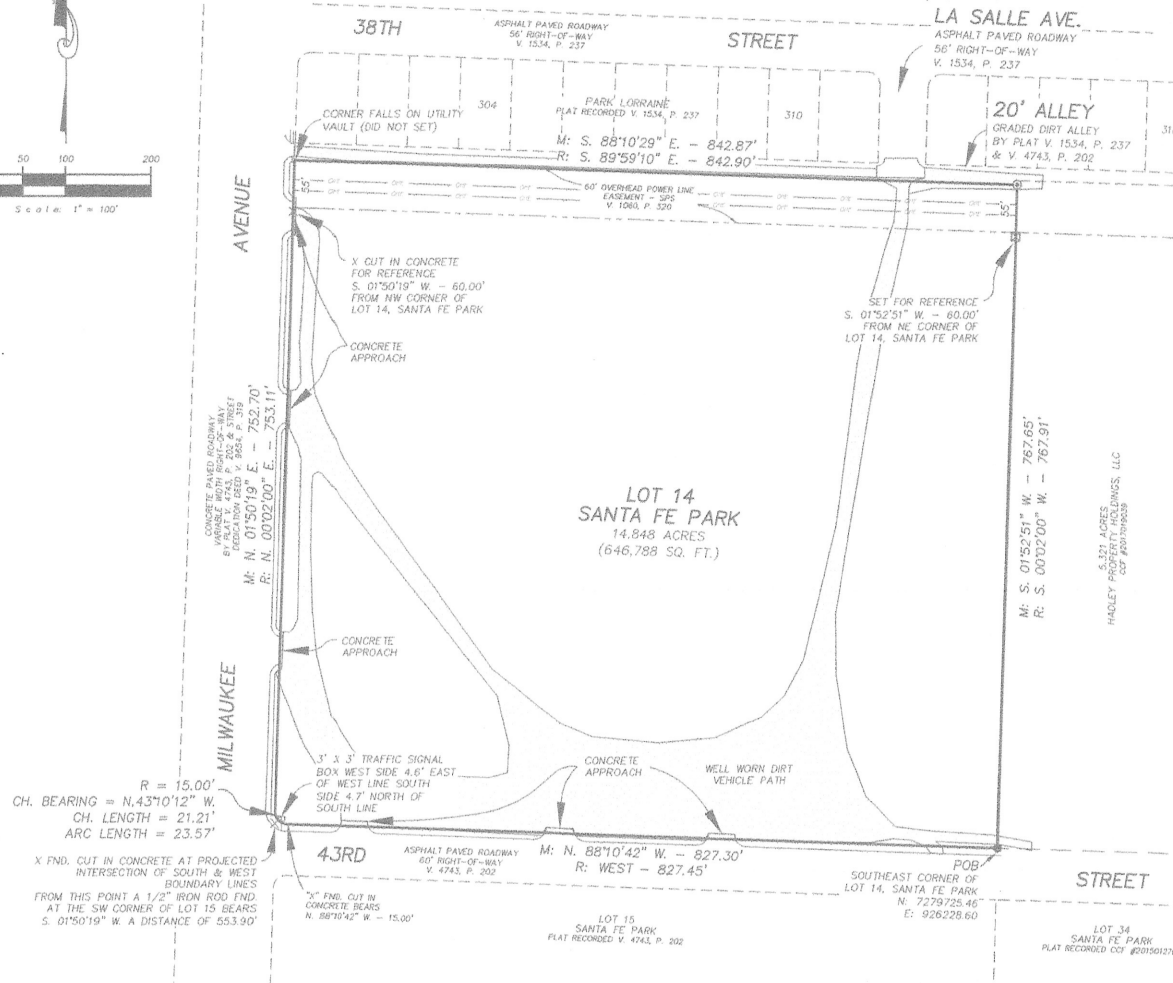 38TH
ASPHALT PAVED ROADWAY
56' RIGHT-OF-WAY
V. 1534, P. 237
STREET
LA SALLE AVE.
ASPHALT PAVED ROADWAY
56' RIGHT-OF-WAY
V. 1534, P. 237
50
100
200
Scale: 1" = 100'
CORNER FALLS ON UTILITY
VAULT (DID NOT SET)
304
PARK LORRAINE
PLAT RECORDED V. 1534, P. 237
310
20' ALLEY
GRADED DIRT ALLEY
BY PLAT V. 1534, P. 237
& V. 4743, P. 202
M: S. 88°10'29" E. - 842.87'
R: S. 89°59'10" E. - 842.90'
55'
60' OVERHEAD POWER LINE
EASEMENT - SPS
V. 1060, P. 520
55'
AVENUE
X CUT IN CONCRETE
FOR REFERENCE
S. 01°50'19" W. - 60.00'
FROM NW CORNER OF
LOT 14, SANTA FE PARK
SET FOR REFERENCE
S. 01°52'51" W. - 60.00'
FROM NE CORNER OF
LOT 14, SANTA FE PARK
CONCRETE
APPROACH
CONCRETE PAVED ROADWAY
VARIABLE WIDTH RIGHT-OF-WAY
BY PLAT V. 4743, P. 202 & STREET
DEDICATION DEED V. 9654, P. 319
M: N. 01°50'19" E. - 752.70'
R: N. 00°02'00" E. - 753.11'
LOT 14
SANTA FE PARK
14.848 ACRES
(646,788 SQ. FT.)
M: S. 01°52'51" W. - 767.65'
R: S. 00°02'00" W. - 767.91'
5.321 ACRES
HADLEY PROPERTY HOLDINGS, LLC
CCF #2017019039
CONCRETE
APPROACH
MILWAUKEE
3' X 3' TRAFFIC SIGNAL
BOX WEST SIDE 4.6' EAST
OF WEST LINE SOUTH
SIDE 4.7' NORTH OF
SOUTH LINE
CONCRETE
APPROACH
WELL WORN DIRT
VEHICLE PATH
R = 15.00'
CH. BEARING = N.43°10'12" W.
CH. LENGTH = 21.21'
ARC LENGTH = 23.57'
43RD
ASPHALT PAVED ROADWAY
60' RIGHT-OF-WAY
V. 4743, P. 202
M: N. 88°10'42" W. - 827.30'
R: WEST - 827.45'
POB
SOUTHEAST CORNER OF
LOT 14, SANTA FE PARK
N: 7279725.46
E: 926228.60
STREET
X FND. CUT IN CONCRETE AT PROJECTED
INTERSECTION OF SOUTH & WEST
BOUNDARY LINES
FROM THIS POINT A 1/2" IRON ROD FND.
AT THE SW CORNER OF LOT 15 BEARS
S. 01°50'19" W. A DISTANCE OF 553.90'
"X" FND. CUT IN
CONCRETE BEARS
N. 88°10'42" W. - 15.00'
LOT 15
SANTA FE PARK
PLAT RECORDED V. 4743, P. 202
LOT 34
SANTA FE PARK
PLAT RECORDED CCF